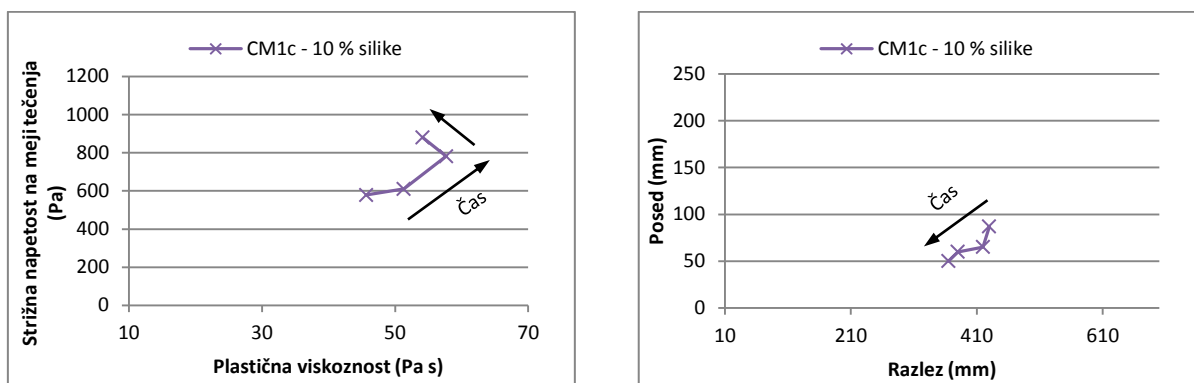 CM1c - 10 % silike
Strižna napetost na meji tečenja
(Pa)
1200
1000
800
600
400
200
0
10 30 50 70
Plastična viskoznost (Pa s)
Čas
CM1c - 10 % silike
Posed (mm)
250
200
150
100
50
0
10 210 410 610
Razlez (mm)
Čas